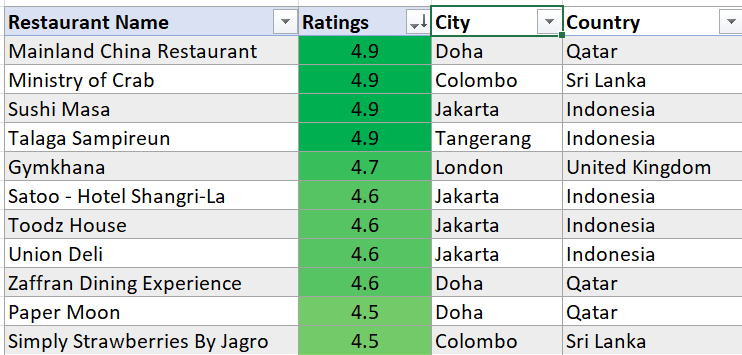 Restaurant Name Ratings City Country
Mainland China Restaurant 4.9 Doha Qatar
Ministry of Crab 4.9 Colombo Sri Lanka
Sushi Masa 4.9 Jakarta Indonesia
Talaga Sampireun 4.9 Tangerang Indonesia
Gymkhana 4.7 London United Kingdom
Satoo - Hotel Shangri-La 4.6 Jakarta Indonesia
Toodz House 4.6 Jakarta Indonesia
Union Deli 4.6 Jakarta Indonesia
Zaffran Dining Experience 4.6 Doha Qatar
Paper Moon 4.5 Doha Qatar
Simply Strawberries By Jagro 4.5 Colombo Sri Lanka